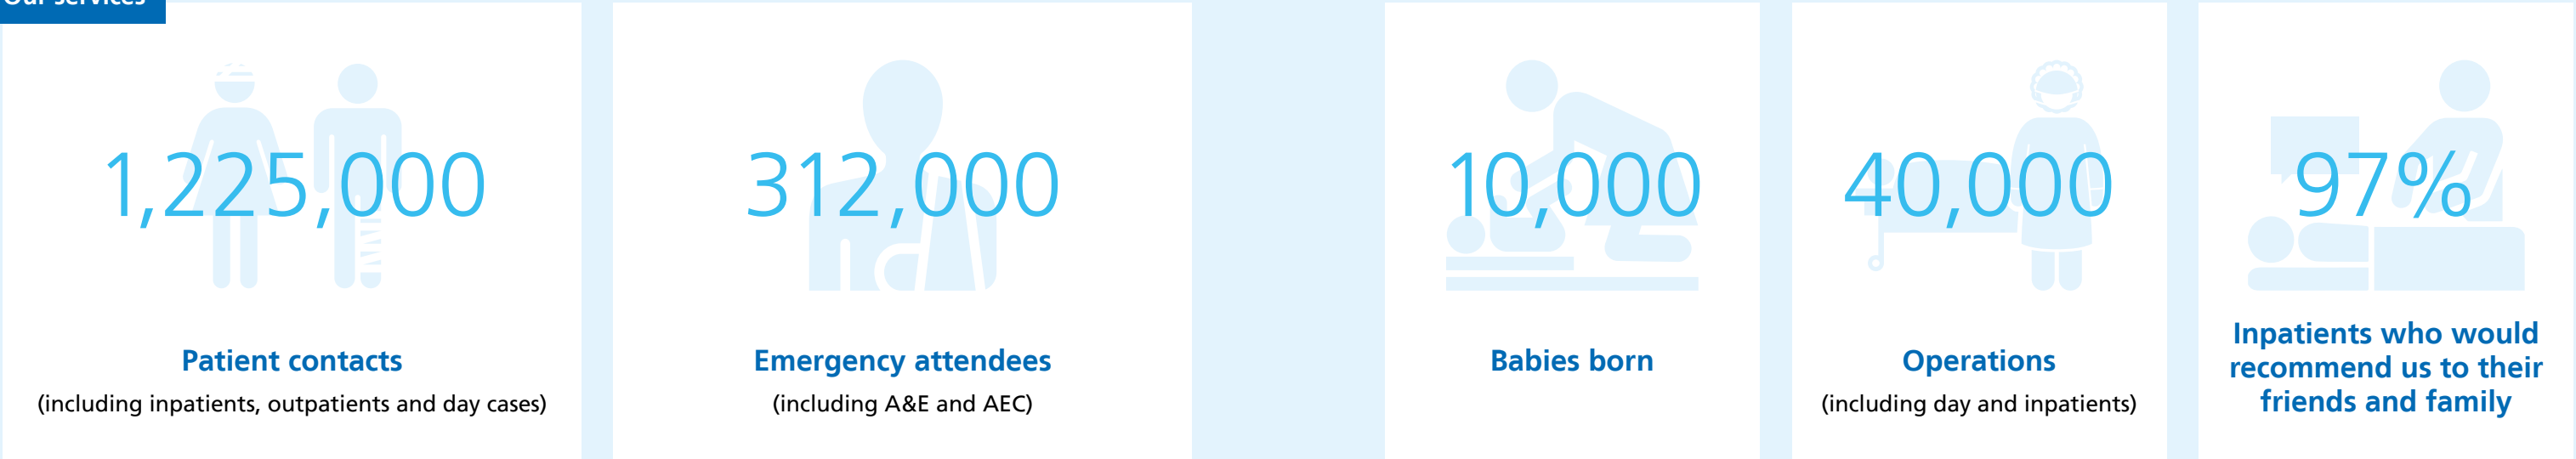 Our services
1,225,000
Patient contacts
(including inpatients, outpatients and day cases)
312,000
Emergency attendees
(including A&E and AEC)
10,000
Babies born
40,000
Operations
(including day and inpatients)
97%
Inpatients who would
recommend us to their
friends and family